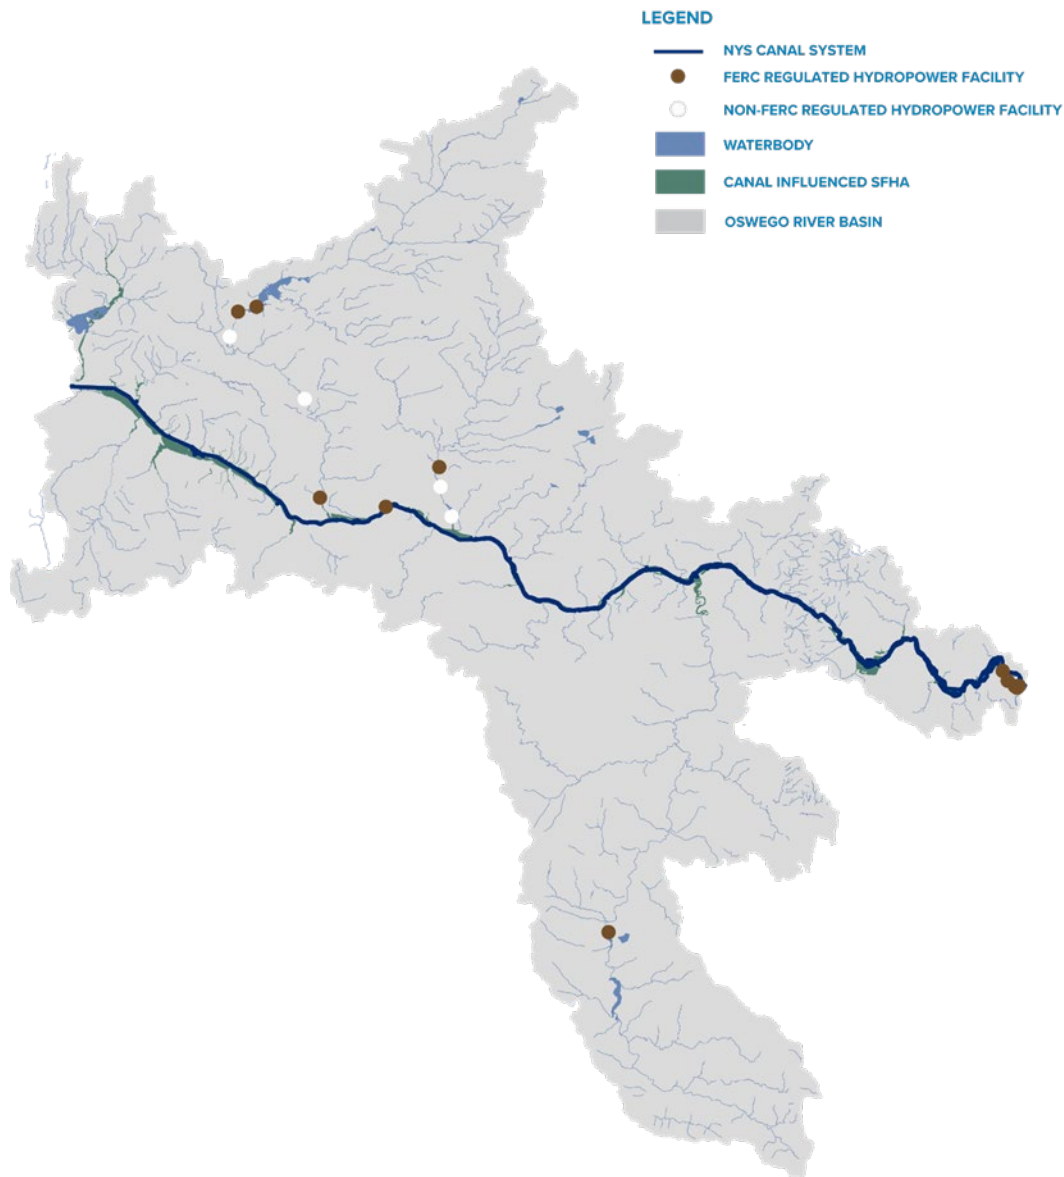 LEGEND
NYS CANAL SYSTEM
FERC REGULATED HYDROPOWER FACILITY
NON-FERC REGULATED HYDROPOWER FACILITY
WATERBODY
CANAL INFLUENCED SFHA
OSWEGO RIVER BASIN